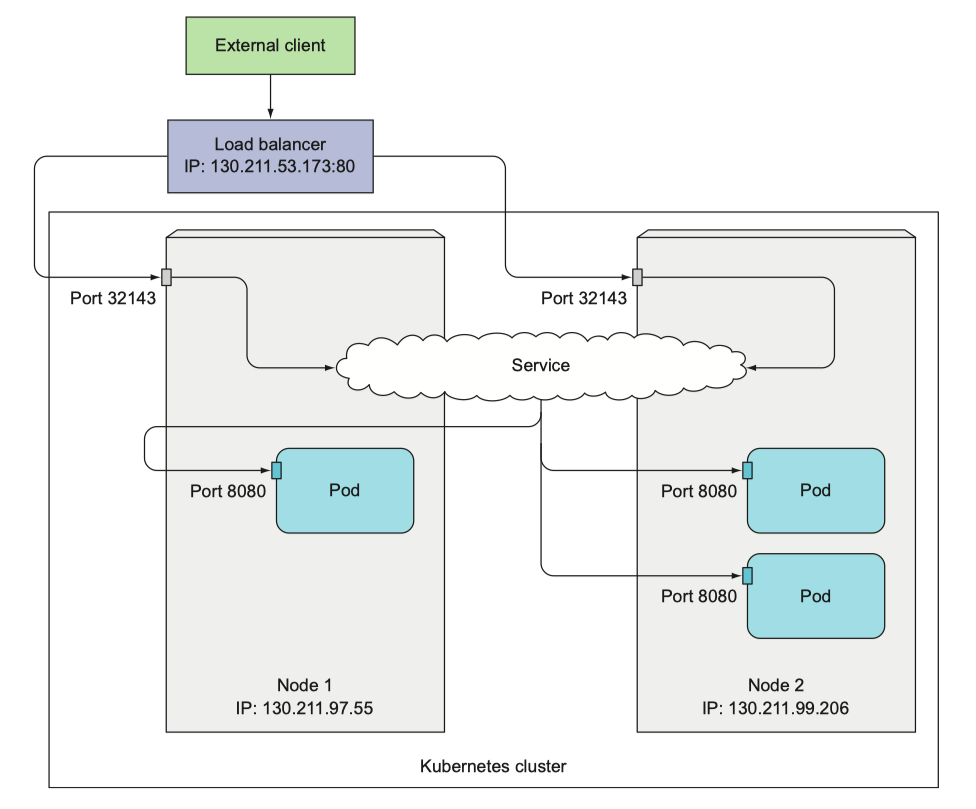 External client
Load balancer
IP: 130.211.53.173:80
Port 32143
Port 32143
Service
Port 8080
Pod
Port 8080
Pod
Port 8080
Pod
Node 1
IP: 130.211.97.55
Node 2
IP: 130.211.99.206
Kubernetes cluster